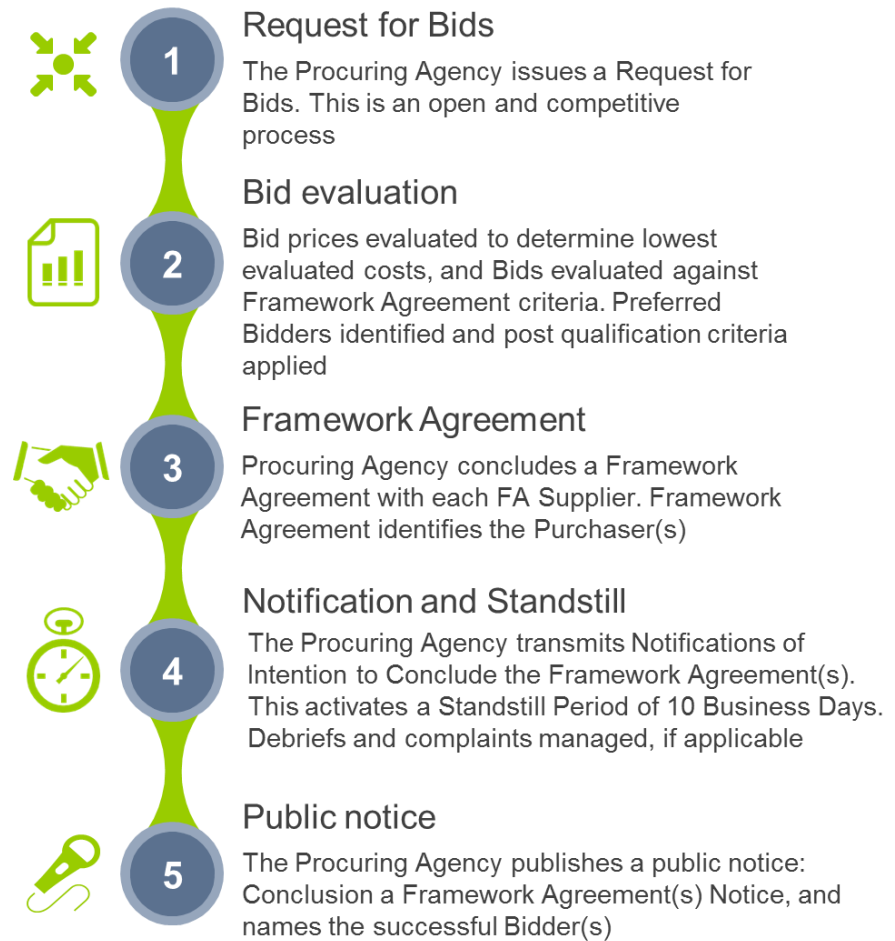 1
Request for Bids
The Procuring Agency issues a Request for
Bids. This is an open and competitive
process
2
Bid evaluation
Bid prices evaluated to determine lowest
evaluated costs, and Bids evaluated against
Framework Agreement criteria. Preferred
Bidders identified and post qualification criteria
applied
3
Framework Agreement
Procuring Agency concludes a Framework
Agreement with each FA Supplier. Framework
Agreement identifies the Purchaser(s)
4
Notification and Standstill
The Procuring Agency transmits Notifications of
Intention to Conclude the Framework Agreement(s).
This activates a Standstill Period of 10 Business Days.
Debriefs and complaints managed, if applicable
5
Public notice
The Procuring Agency publishes a public notice:
Conclusion a Framework Agreement(s) Notice, and
names the successful Bidder(s)